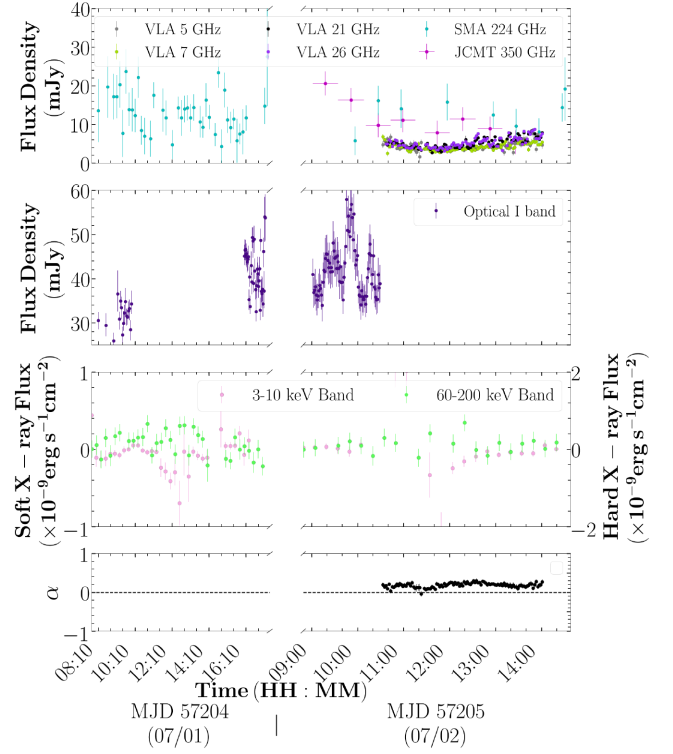 VLA 5 GHz VLA 21 GHz SMA 224 GHz
VLA 7 GHz VLA 26 GHz JCMT 350 GHz
Flux Density
(mJy)
40
30
20
10
0
Optical I band
Flux Density
(mJy)
60
50
40
30
3-10 keV Band 60-200 keV Band
Soft X − ray Flux
(×10⁻⁹erg s⁻¹cm⁻²)
1
0
−1
2
0
−2
Hard X − ray Flux
(×10⁻⁹erg s⁻¹cm⁻²)
α
1
0
−1
08:10 10:10 12:10 14:10 16:10 09:00 10:00 11:00 12:00 13:00 14:00
Time (HH : MM)
MJD 57204 | MJD 57205
(07/01) (07/02)